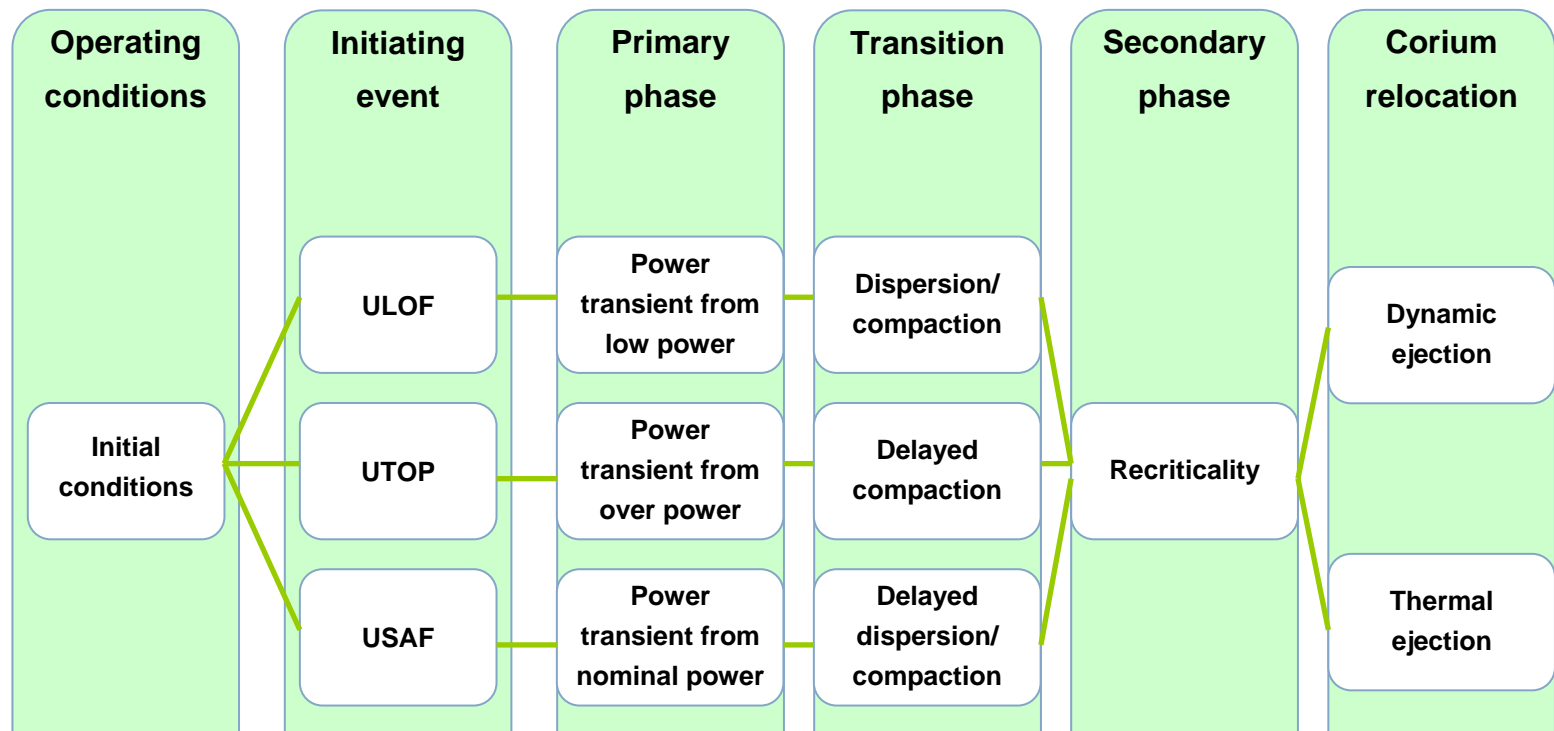 Operating
conditions
Initiating
event
Primary
phase
Transition
phase
Secondary
phase
Corium
relocation
Initial
conditions
ULOF
UTOP
USAF
Power
transient from
low power
Power
transient from
over power
Power
transient from
nominal power
Dispersion/
compaction
Delayed
compaction
Delayed
dispersion/
compaction
Recriticality
Dynamic
ejection
Thermal
ejection